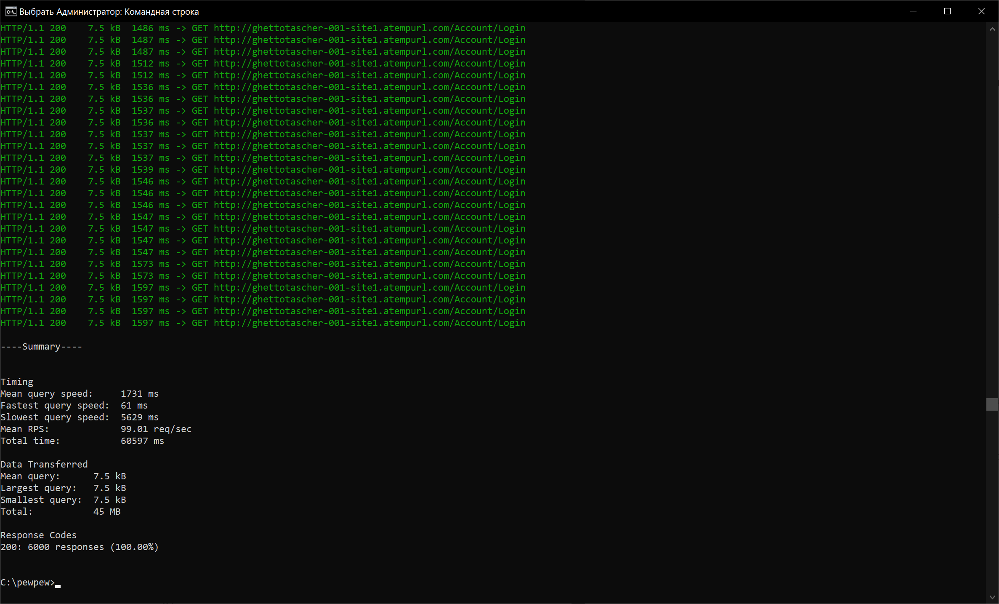 Выбрать Администратор: Командная строка
HTTP/1.1 200    7.5 kB  1486 ms -> GET http://ghettotascher-001-site1.atempurl.com/Account/Login
HTTP/1.1 200    7.5 kB  1487 ms -> GET http://ghettotascher-001-site1.atempurl.com/Account/Login
HTTP/1.1 200    7.5 kB  1487 ms -> GET http://ghettotascher-001-site1.atempurl.com/Account/Login
HTTP/1.1 200    7.5 kB  1512 ms -> GET http://ghettotascher-001-site1.atempurl.com/Account/Login
HTTP/1.1 200    7.5 kB  1512 ms -> GET http://ghettotascher-001-site1.atempurl.com/Account/Login
HTTP/1.1 200    7.5 kB  1536 ms -> GET http://ghettotascher-001-site1.atempurl.com/Account/Login
HTTP/1.1 200    7.5 kB  1536 ms -> GET http://ghettotascher-001-site1.atempurl.com/Account/Login
HTTP/1.1 200    7.5 kB  1537 ms -> GET http://ghettotascher-001-site1.atempurl.com/Account/Login
HTTP/1.1 200    7.5 kB  1536 ms -> GET http://ghettotascher-001-site1.atempurl.com/Account/Login
HTTP/1.1 200    7.5 kB  1537 ms -> GET http://ghettotascher-001-site1.atempurl.com/Account/Login
HTTP/1.1 200    7.5 kB  1537 ms -> GET http://ghettotascher-001-site1.atempurl.com/Account/Login
HTTP/1.1 200    7.5 kB  1537 ms -> GET http://ghettotascher-001-site1.atempurl.com/Account/Login
HTTP/1.1 200    7.5 kB  1539 ms -> GET http://ghettotascher-001-site1.atempurl.com/Account/Login
HTTP/1.1 200    7.5 kB  1546 ms -> GET http://ghettotascher-001-site1.atempurl.com/Account/Login
HTTP/1.1 200    7.5 kB  1546 ms -> GET http://ghettotascher-001-site1.atempurl.com/Account/Login
HTTP/1.1 200    7.5 kB  1546 ms -> GET http://ghettotascher-001-site1.atempurl.com/Account/Login
HTTP/1.1 200    7.5 kB  1547 ms -> GET http://ghettotascher-001-site1.atempurl.com/Account/Login
HTTP/1.1 200    7.5 kB  1547 ms -> GET http://ghettotascher-001-site1.atempurl.com/Account/Login
HTTP/1.1 200    7.5 kB  1547 ms -> GET http://ghettotascher-001-site1.atempurl.com/Account/Login
HTTP/1.1 200    7.5 kB  1547 ms -> GET http://ghettotascher-001-site1.atempurl.com/Account/Login
HTTP/1.1 200    7.5 kB  1573 ms -> GET http://ghettotascher-001-site1.atempurl.com/Account/Login
HTTP/1.1 200    7.5 kB  1573 ms -> GET http://ghettotascher-001-site1.atempurl.com/Account/Login
HTTP/1.1 200    7.5 kB  1597 ms -> GET http://ghettotascher-001-site1.atempurl.com/Account/Login
HTTP/1.1 200    7.5 kB  1597 ms -> GET http://ghettotascher-001-site1.atempurl.com/Account/Login
HTTP/1.1 200    7.5 kB  1597 ms -> GET http://ghettotascher-001-site1.atempurl.com/Account/Login
HTTP/1.1 200    7.5 kB  1597 ms -> GET http://ghettotascher-001-site1.atempurl.com/Account/Login
----Summary----
Timing
Mean query speed:     1731 ms
Fastest query speed:  61 ms
Slowest query speed:  5629 ms
Mean RPS:             99.01 req/sec
Total time:           60597 ms
Data Transferred
Mean query:      7.5 kB
Largest query:   7.5 kB
Smallest query:  7.5 kB
Total:           45 MB
Response Codes
200: 6000 responses (100.00%)
C:\pewpew>